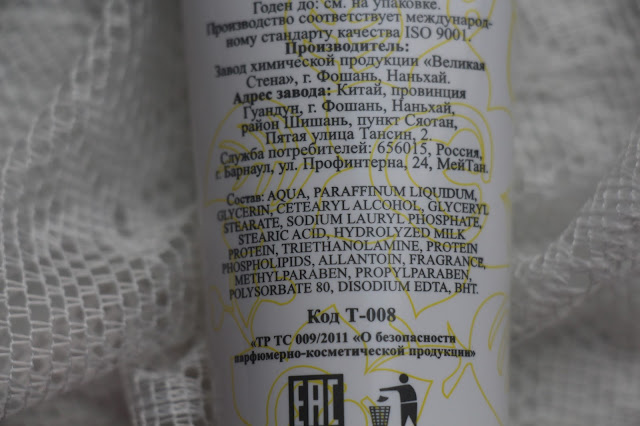 Годен до: см. на упаковке.
Производство соответствует международ-
ному стандарту качества ISO 9001.
Производитель:
Завод химической продукции «Великая
Стена», г. Фошань, Наньхай.
Адрес завода: Китай, провинция
Гуандун, г. Фошань, Наньхай,
район Шишань, пункт Сяотан,
Пятая улица Тансин, 2.
Служба потребителей: 656015, Россия,
г. Барнаул, ул. Профинтерна, 24, МейТан.
Состав: AQUA, PARAFFINUM LIQUIDUM,
GLYCERIN, CETEARYL ALCOHOL, GLYCERYL
STEARATE, SODIUM LAURYL PHOSPHATE,
STEARIC ACID, HYDROLYZED MILK
PROTEIN, TRIETHANOLAMINE, PROTEIN
PHOSPHOLIPIDS, ALLANTOIN, FRAGRANCE,
METHYLPARABEN, PROPYLPARABEN,
POLYSORBATE 80, DISODIUM EDTA, BHT.
Код Т-008
«ТР ТС 009/2011 «О безопасности
парфюмерно-косметической продукции»
EAC